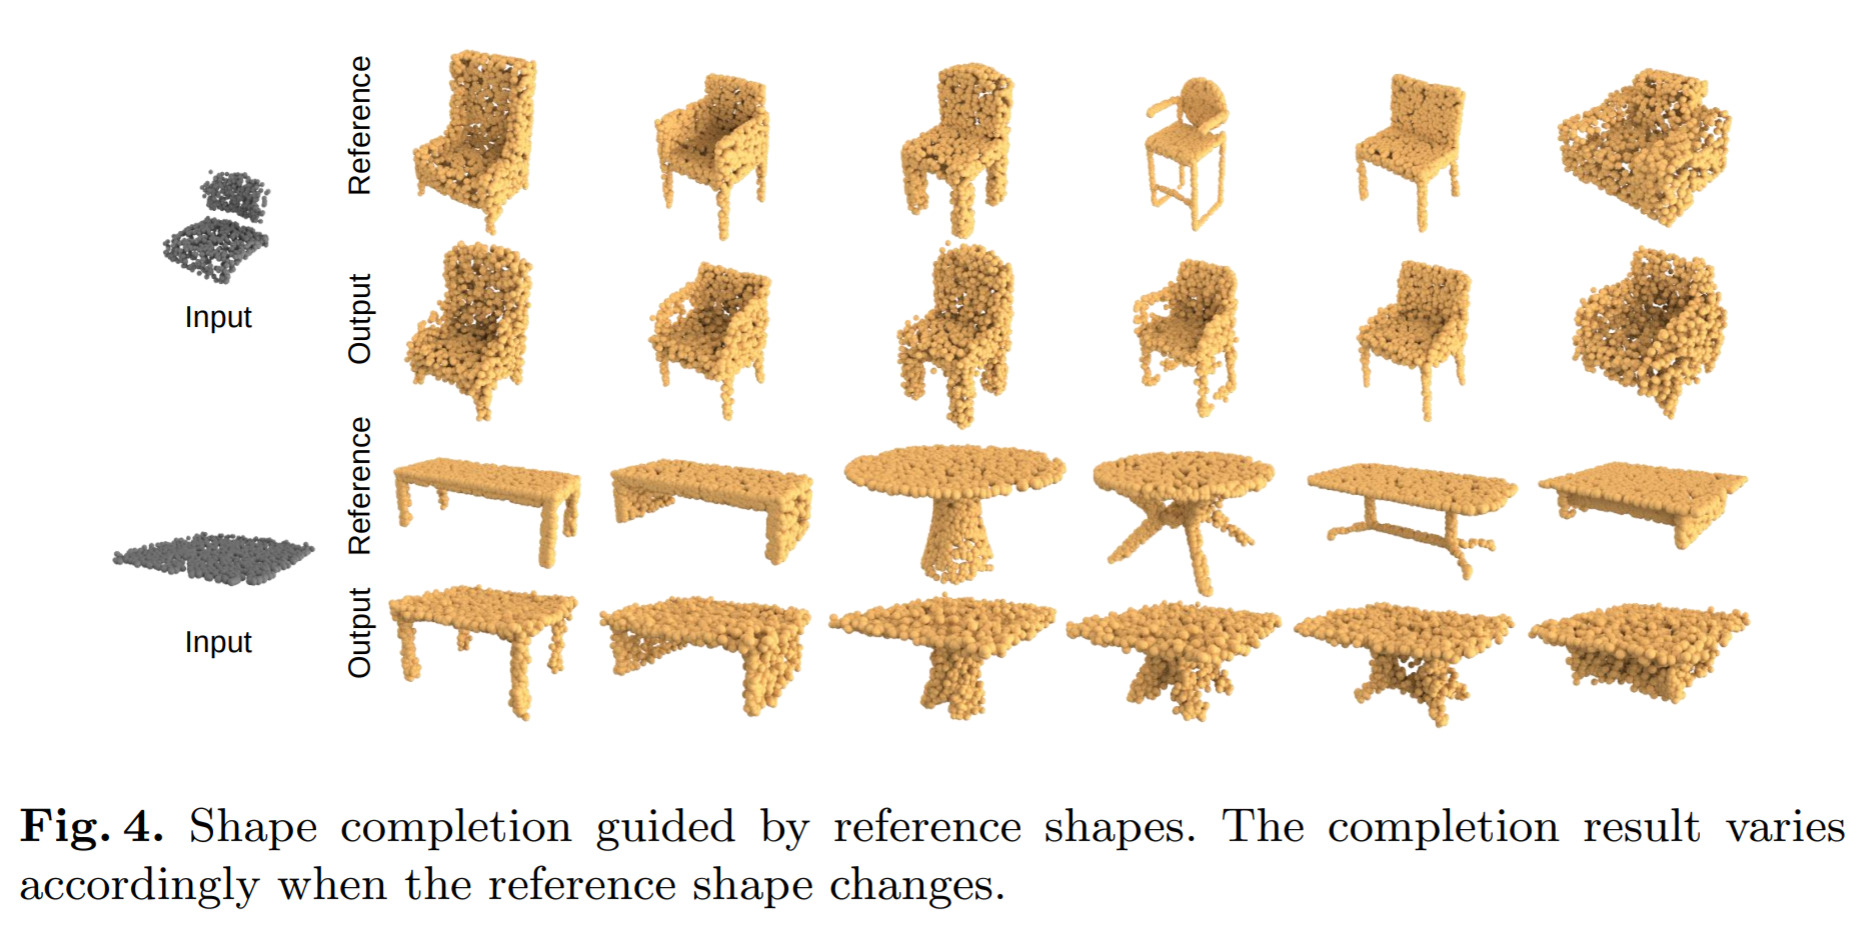 Reference
Input
Output
Reference
Input
Output
Fig. 4. Shape completion guided by reference shapes. The completion result varies
accordingly when the reference shape changes.